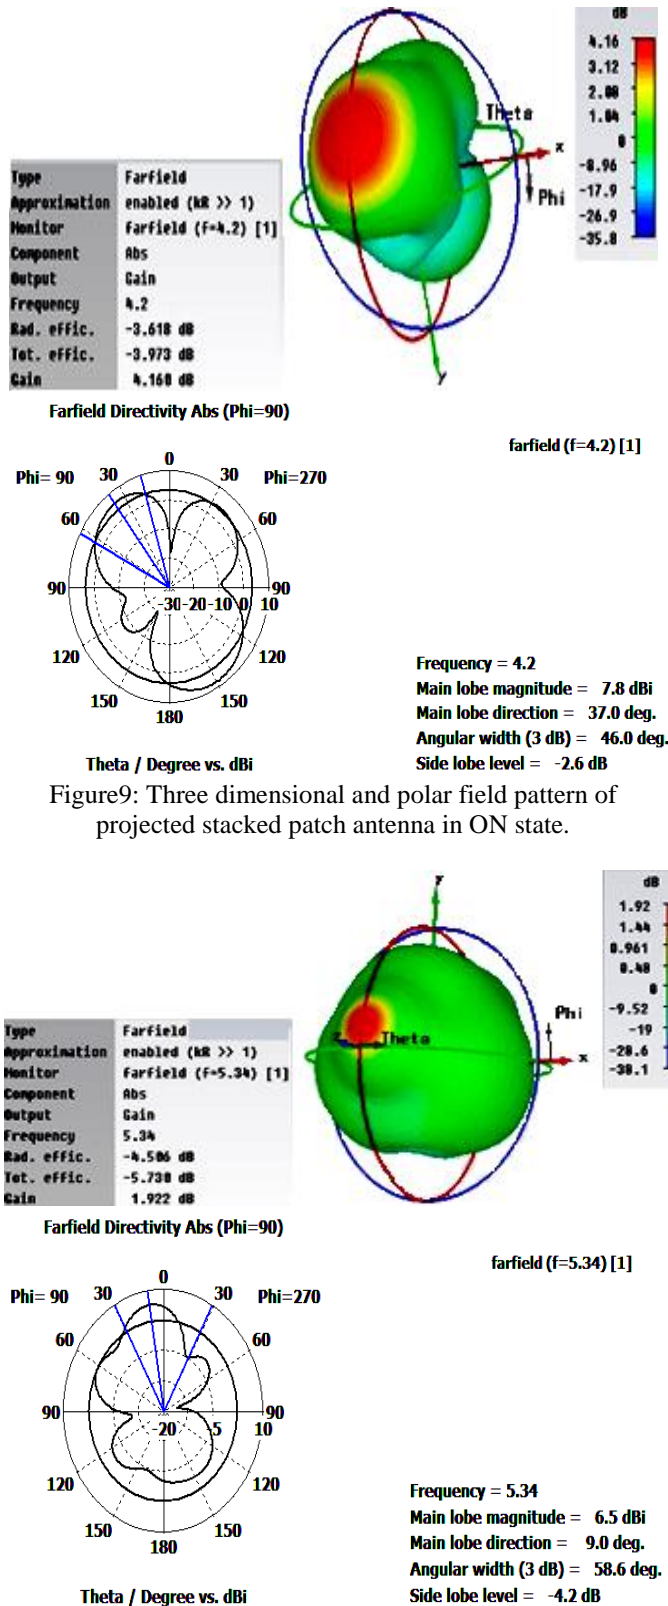 dB
4.16
3.12
2.08
1.04
0
-8.96
-17.9
-26.9
-35.8
Theta
x
Phi
y
Type Farfield
Approximation enabled (kR >> 1)
Monitor farfield (f=4.2) [1]
Component Abs
Output Gain
Frequency 4.2
Rad. effic. -3.618 dB
Tot. effic. -3.973 dB
Gain 4.160 dB
Farfield Directivity Abs (Phi=90)
farfield (f=4.2) [1]
0
Phi= 90 30 30 Phi=270
60 60
90 -30 -20 -10 0 10 90
120 120
150 150
180
Theta / Degree vs. dBi
Frequency = 4.2
Main lobe magnitude = 7.8 dBi
Main lobe direction = 37.0 deg.
Angular width (3 dB) = 46.0 deg.
Side lobe level = -2.6 dB
Figure9: Three dimensional and polar field pattern of
projected stacked patch antenna in ON state.
dB
1.92
1.44
0.961
0.48
0
-9.52
-19
-28.6
-38.1
y
Phi
z Theta
x
Type Farfield
Approximation enabled (kR >> 1)
Monitor farfield (f=5.34) [1]
Component Abs
Output Gain
Frequency 5.34
Rad. effic. -4.506 dB
Tot. effic. -5.730 dB
Gain 1.922 dB
Farfield Directivity Abs (Phi=90)
farfield (f=5.34) [1]
0
Phi= 90 30 30 Phi=270
60 60
90 -20 -5 10 90
120 120
150 150
180
Theta / Degree vs. dBi
Frequency = 5.34
Main lobe magnitude = 6.5 dBi
Main lobe direction = 9.0 deg.
Angular width (3 dB) = 58.6 deg.
Side lobe level = -4.2 dB